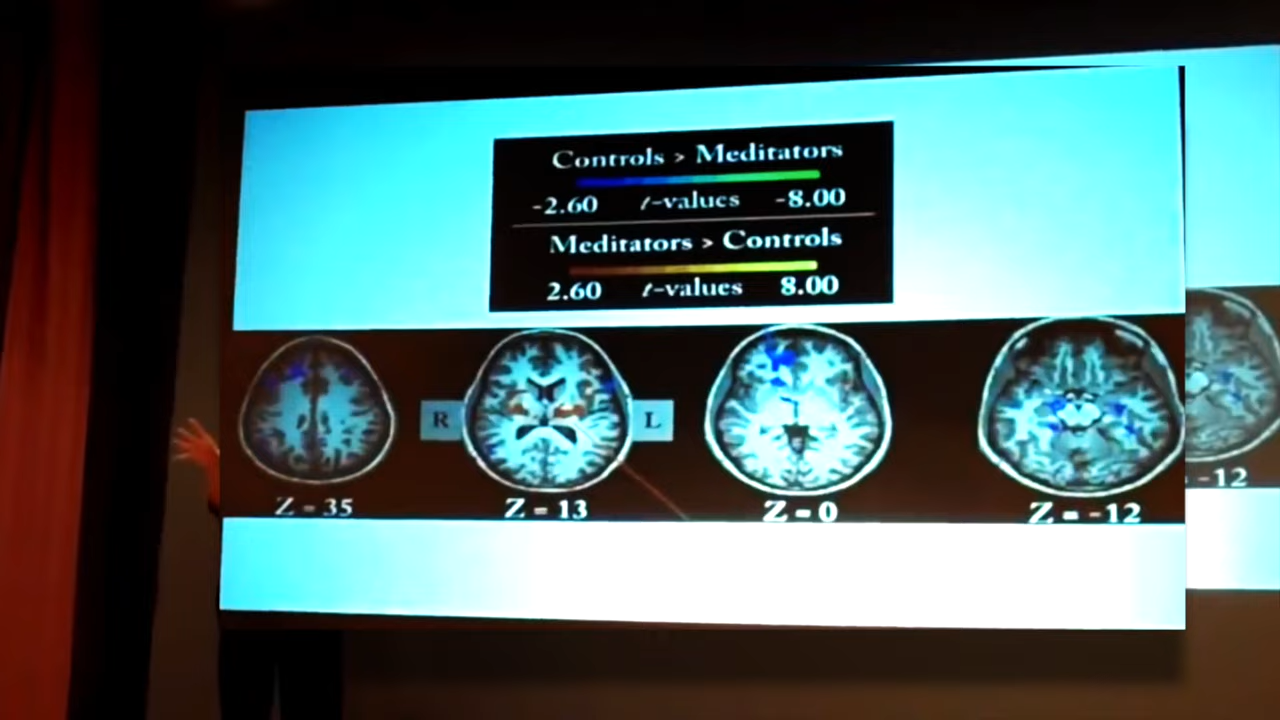 Controls > Meditators
-2.60 t-values -8.00
Meditators > Controls
2.60 t-values 8.00
R L
Z = 35 Z = 13 Z = 0 Z = -12 -12